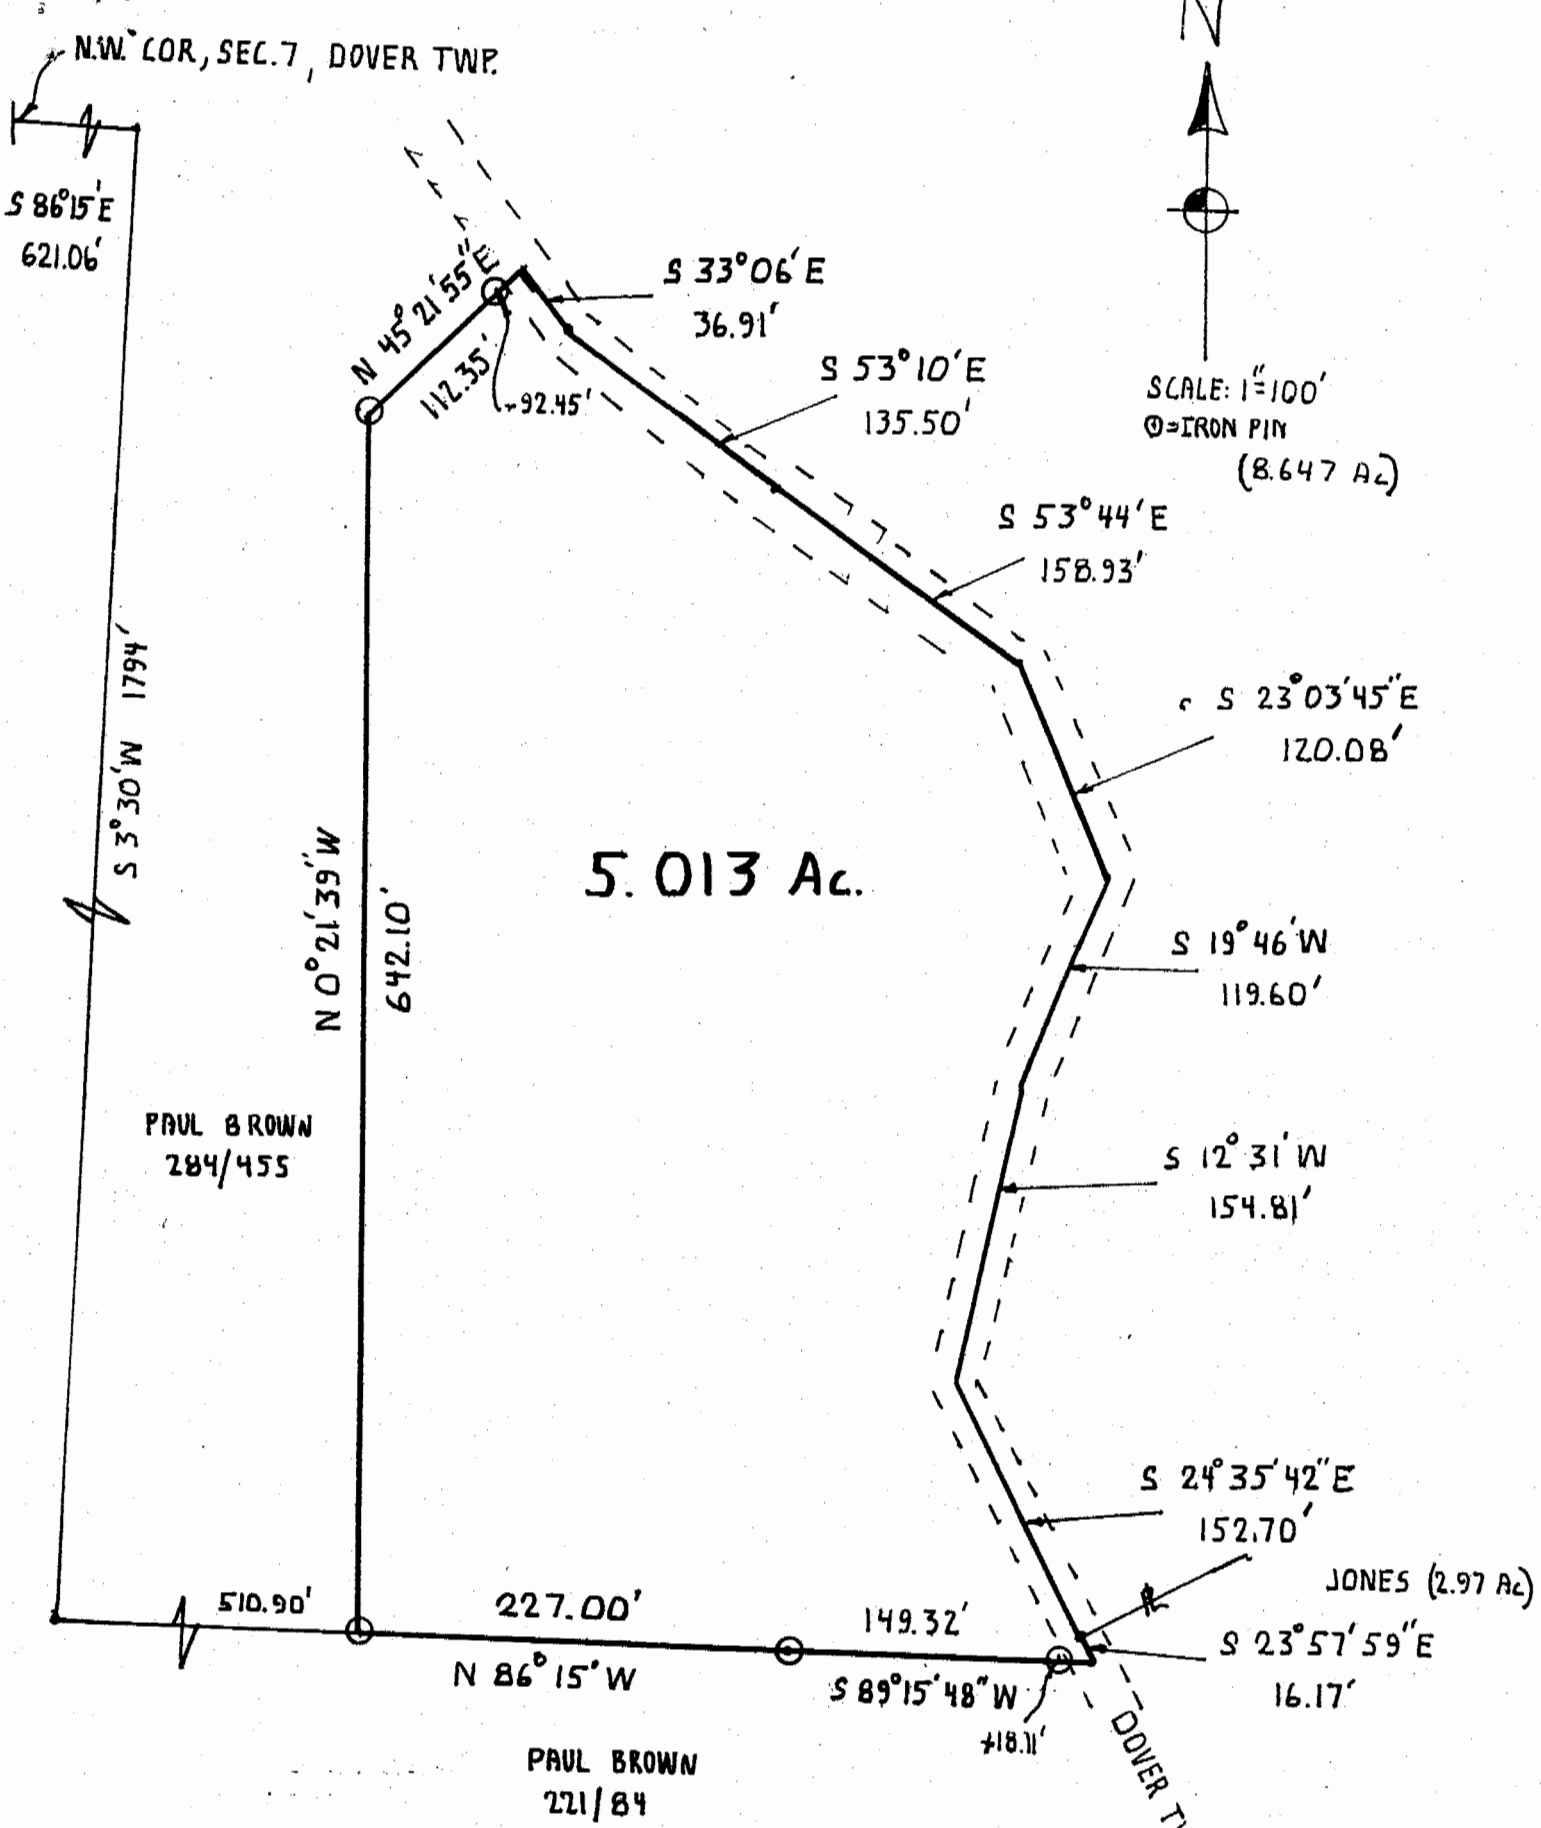 N
N.W. COR, SEC. 7, DOVER TWP.
S 86°15'E
621.06'
N 45°21'55"E
112.35'
92.45'
S 33°06'E
36.91'
S 53°10'E
135.50'
SCALE: 1"=100'
⊙=IRON PIN
(8.647 Ac)
S 53°44'E
158.93'
S 3°30'W 1794'
S 23°03'45"E
120.08'
N 0°21'39"W
642.10'
5.013 Ac.
S 19°46'W
119.60'
PAUL BROWN
284/455
S 12°31'W
154.81'
S 24°35'42"E
152.70'
JONES (2.97 Ac)
510.90'
227.00'
149.32'
S 23°57'59"E
16.17'
N 86°15'W
S 89°15'48"W
+18.11'
DOVER
PAUL BROWN
221/84